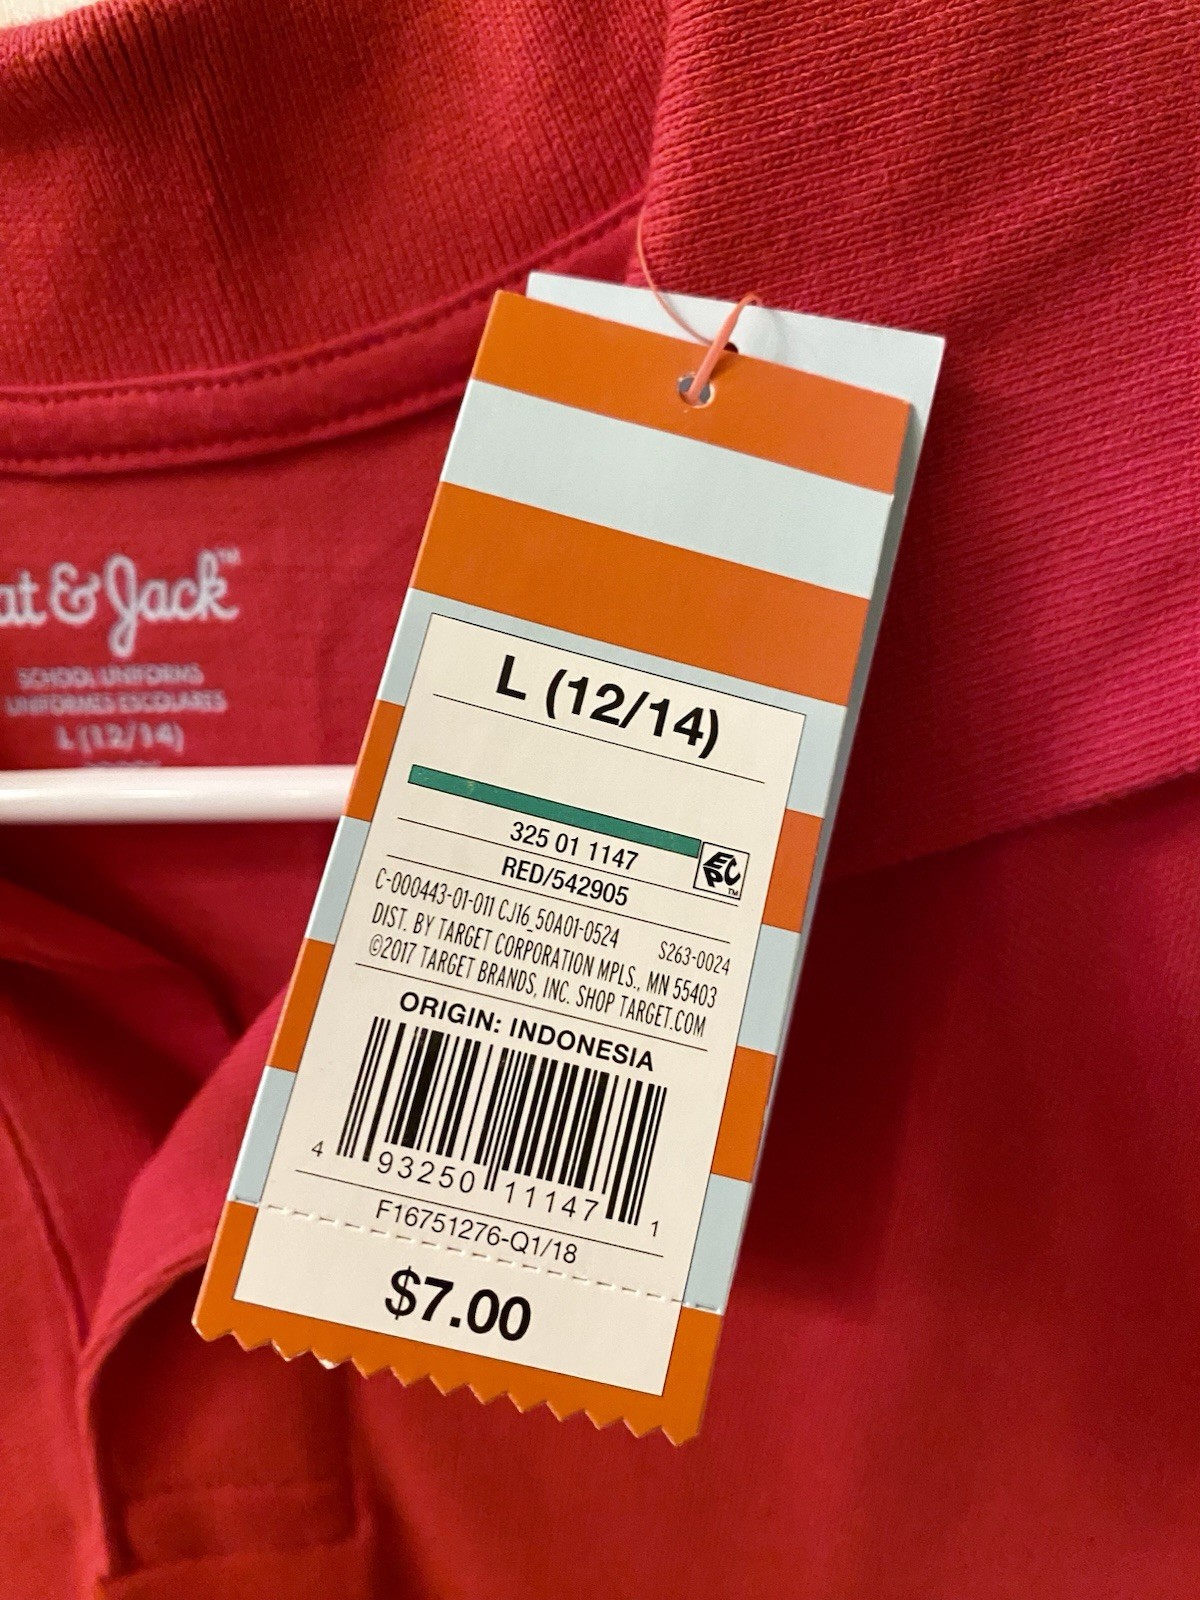 at & Jack™
SCHOOL UNIFORMS
UNIFORMES ESCOLARES
L (12/14)
L (12/14)
325 01 1147
ECP™
RED/542905
C-000443-01-011 CJ16_50A01-0524 S263-0024
DIST. BY TARGET CORPORATION MPLS., MN 55403
©2017 TARGET BRANDS, INC. SHOP TARGET.COM
ORIGIN: INDONESIA
4 93250 11147 1
F16751276-Q1/18
$7.00